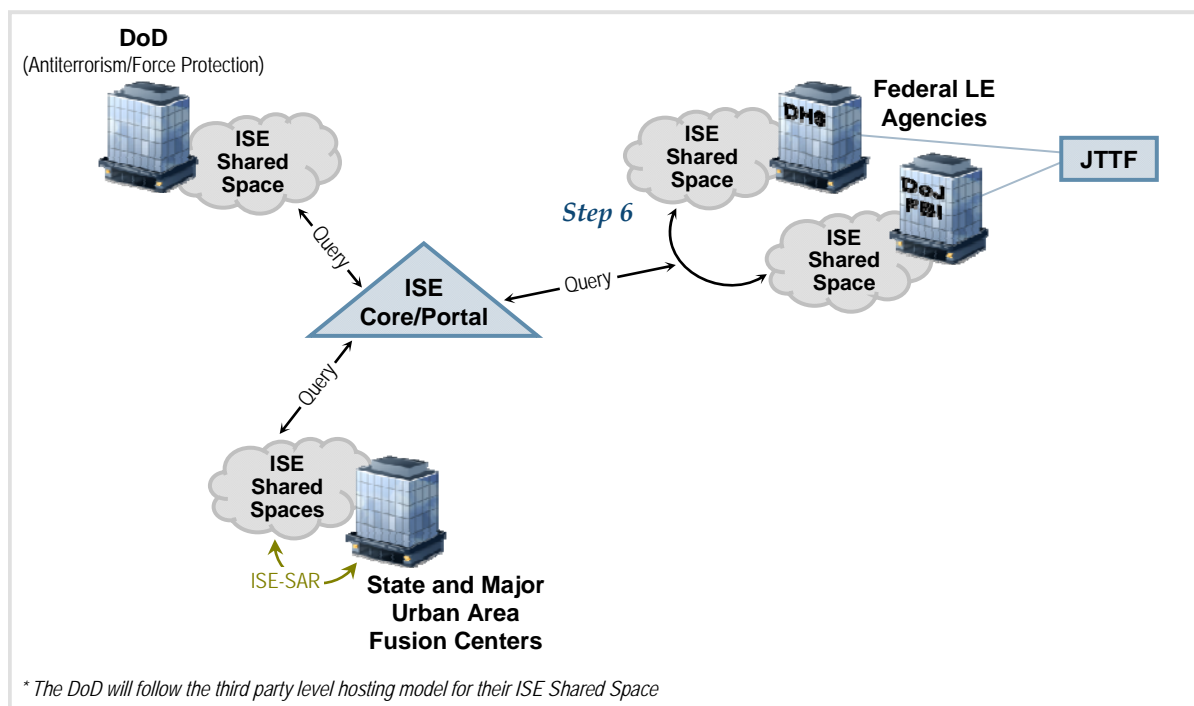 DoD
(Antiterrorism/Force Protection)
ISE
Shared
Space
DHS
Federal LE
Agencies
ISE
Shared
Space
JTTF
DoJ
FBI
Step 6
ISE
Shared
Space
Query
Query
ISE
Core/Portal
Query
ISE
Shared
Spaces
ISE-SAR
State and Major
Urban Area
Fusion Centers
* The DoD will follow the third party level hosting model for their ISE Shared Space